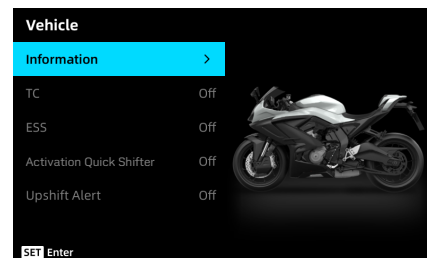 Vehicle
Information >
TC Off
ESS Off
Activation Quick Shifter Off
Upshift Alert Off
SET Enter